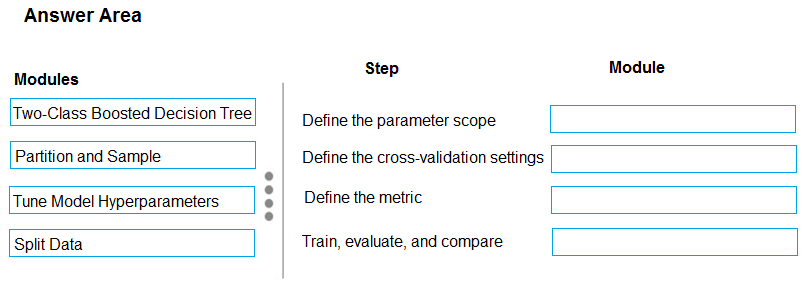 Answer Area
Modules
Two-Class Boosted Decision Tree
Partition and Sample
Tune Model Hyperparameters
Split Data
Step
Module
Define the parameter scope
Define the cross-validation settings
Define the metric
Train, evaluate, and compare